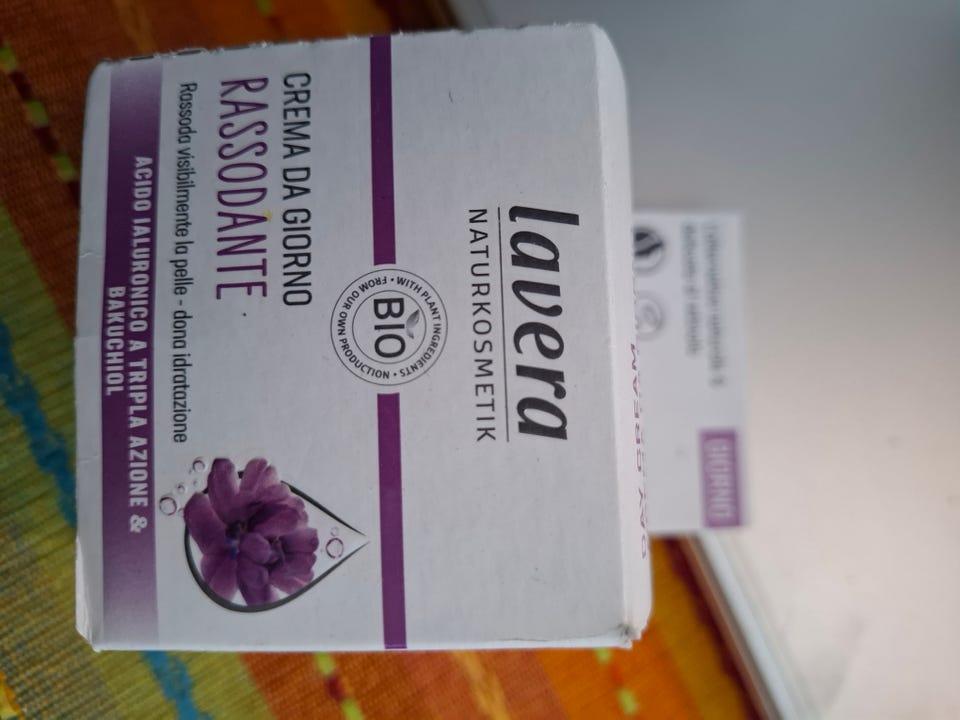 lavera
NATURKOSMETIK
FROM OUR OWN PRODUCTION • WITH PLANT INGREDIENTS •
BIO
CREMA DA GIORNO
RASSODANTE
Rassoda visibilmente la pelle - dona idratazione
ACIDO IALURONICO A TRIPLA AZIONE &
BAKUCHIOL
GIORNO